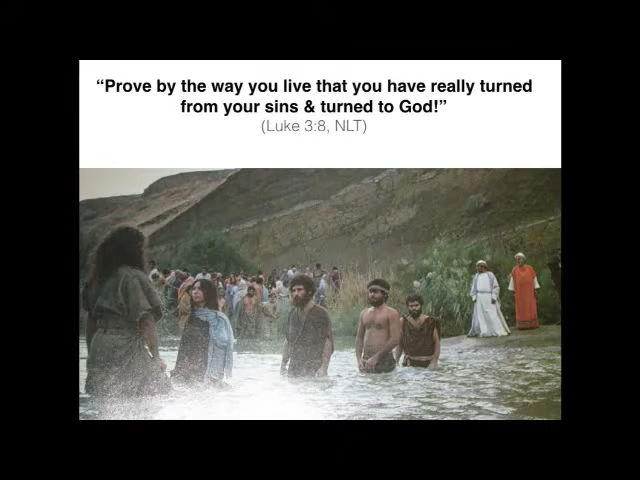 “Prove by the way you live that you have really turned
from your sins & turned to God!”
(Luke 3:8, NLT)